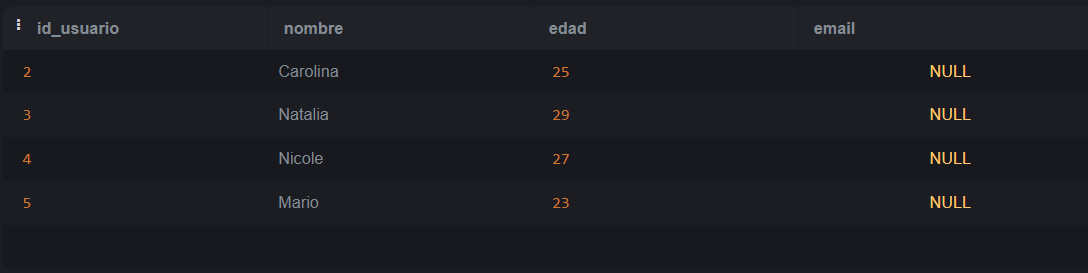 id_usuario nombre edad email
2 Carolina 25 NULL
3 Natalia 29 NULL
4 Nicole 27 NULL
5 Mario 23 NULL